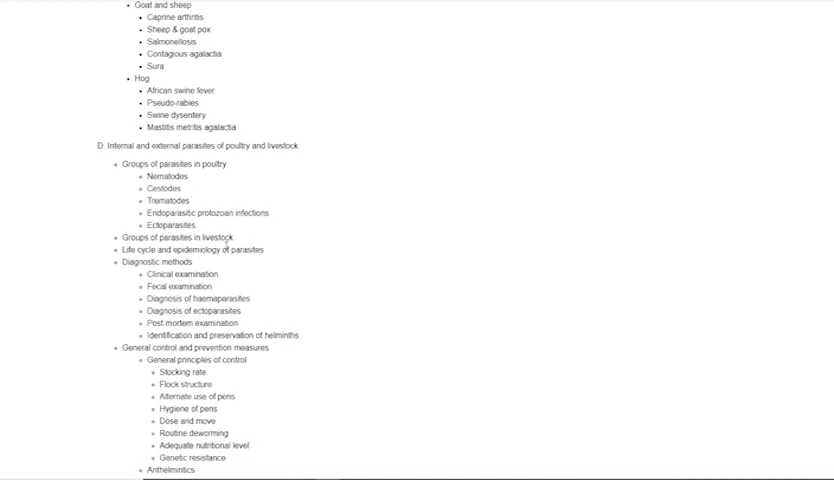 Goat and sheep
Caprine arthritis
Sheep & goat pox
Salmonellosis
Contagious agalactia
Sura
Hog
African swine fever
Pseudo-rabies
Swine dysentery
Mastitis metritis agalactia
D. Internal and external parasites of poultry and livestock
Groups of parasites in poultry
Nematodes
Cestodes
Trematodes
Endoparasitic protozoan infections
Ectoparasites
Groups of parasites in livestock
Life cycle and epidemiology of parasites
Diagnostic methods
Clinical examination
Fecal examination
Diagnosis of haemaparasites
Diagnosis of ectoparasites
Post-mortem examination
Identification and preservation of helminths
General control and prevention measures
General principles of control
Stocking rate
Flock structure
Alternate use of pens
Hygiene of pens
Dose and move
Routine deworming
Adequate nutritional level
Genetic resistance
Anthelmintics